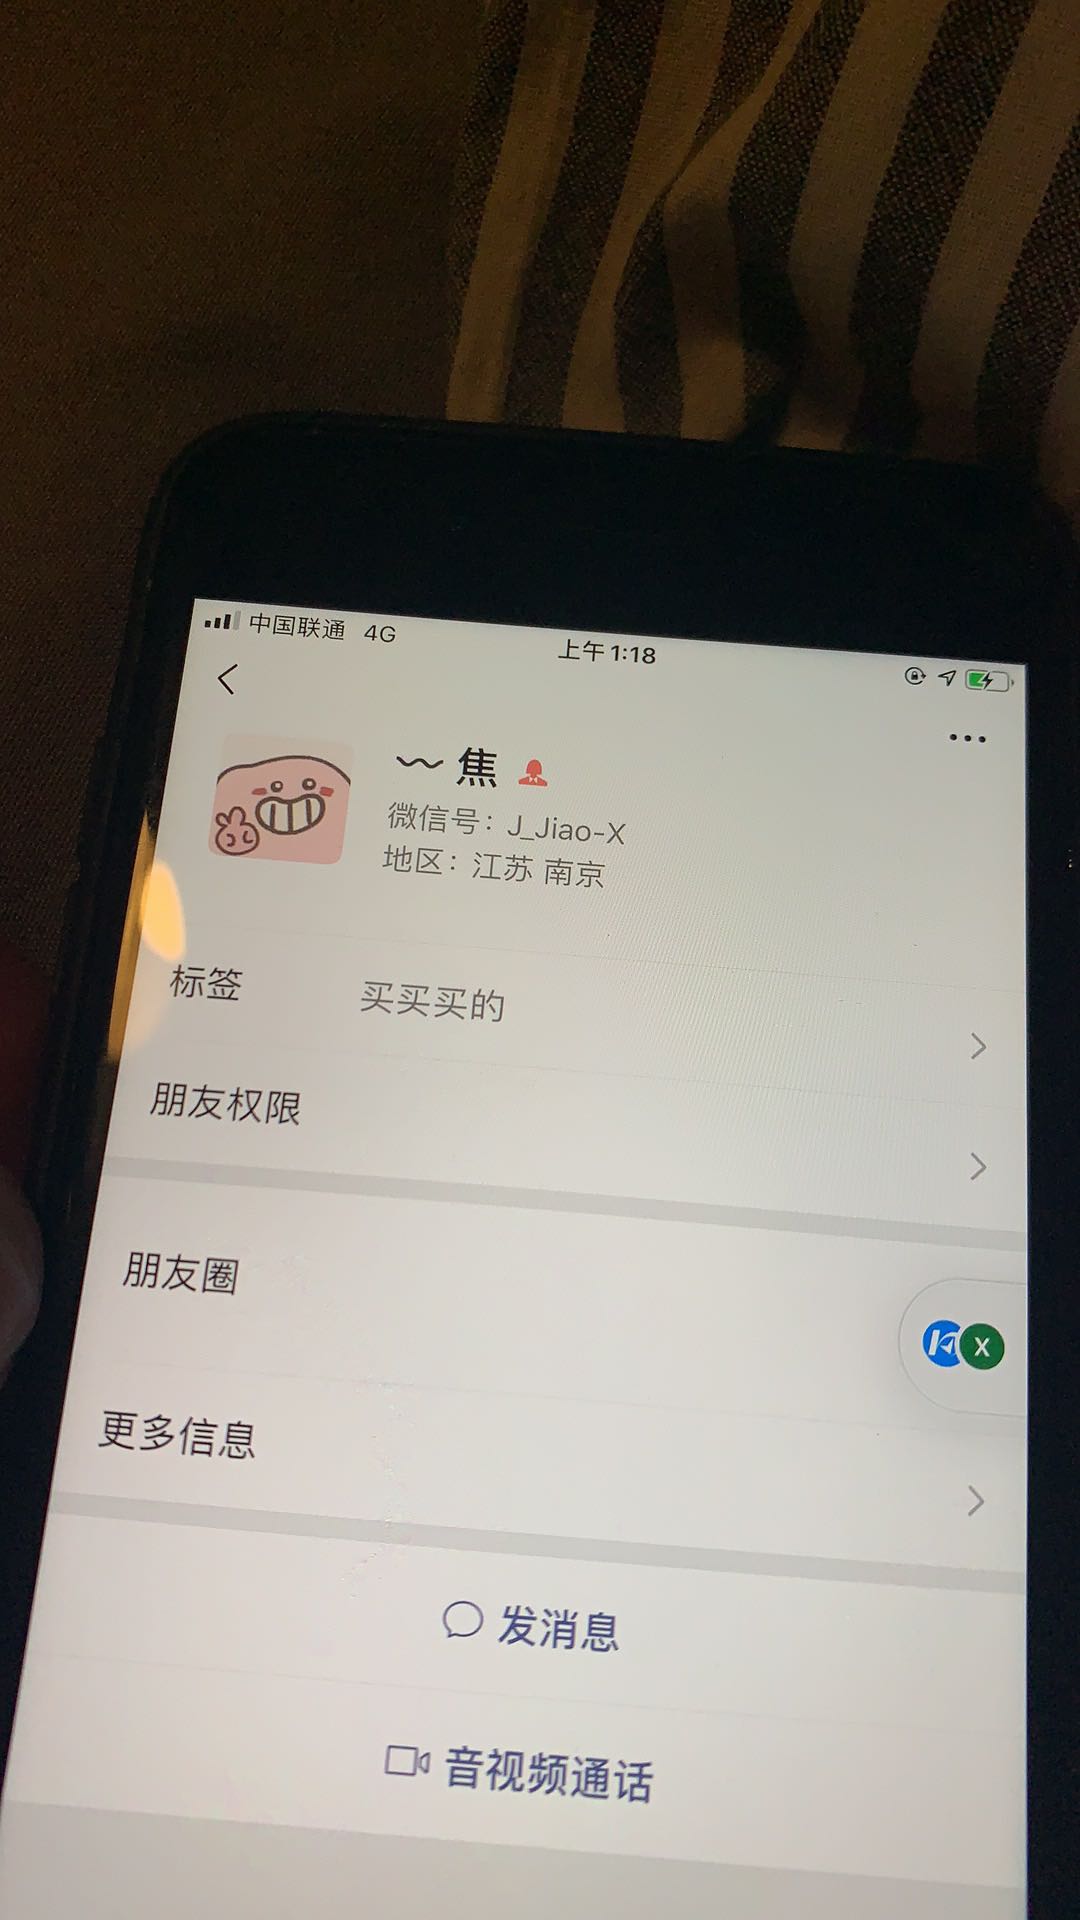 中国联通 4G 上午1:18
﹏焦
微信号：J_Jiao-X
地区：江苏 南京
标签 买买买的
朋友权限
朋友圈
X
更多信息
发消息
音视频通话